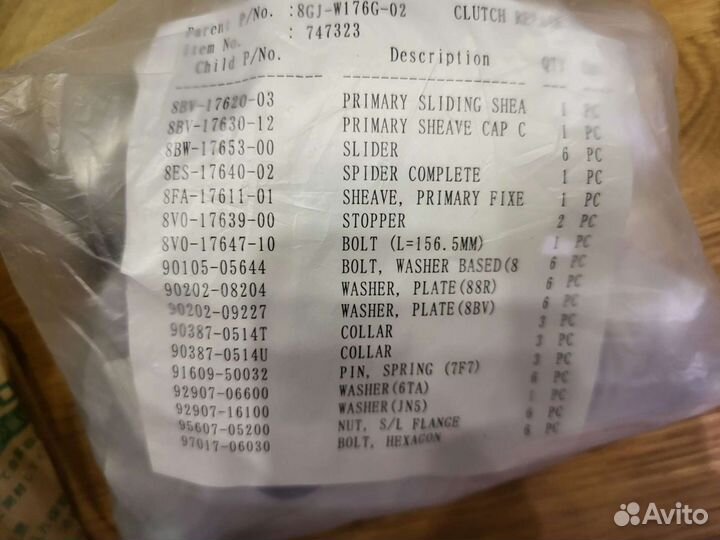 Parent P/No. :8GJ-W176G-02 CLUTCH
Item No. : 747323
Child P/No. Description QTY
8BV-17620-03 PRIMARY SLIDING SHEA 1 PC
8BV-17630-12 PRIMARY SHEAVE CAP C 1 PC
8BW-17653-00 SLIDER 6 PC
8ES-17640-02 SPIDER COMPLETE 1 PC
8FA-17611-01 SHEAVE, PRIMARY FIXE 1 PC
8V0-17639-00 STOPPER 2 PC
8V0-17647-10 BOLT (L=156.5MM) 1 PC
90105-05644 BOLT, WASHER BASED(8 6 PC
90202-08204 WASHER, PLATE(88R) 6 PC
90202-09227 WASHER, PLATE(8BV) 6 PC
90387-0514T COLLAR 3 PC
90387-0514U COLLAR 3 PC
91609-50032 PIN, SPRING (7F7) 3 PC
92907-06600 WASHER(6TA) 6 PC
92907-16100 WASHER(JN5) 1 PC
95607-05200 NUT, S/L FLANGE 6 PC
97017-06030 BOLT, HEXAGON 6 PC
Avito